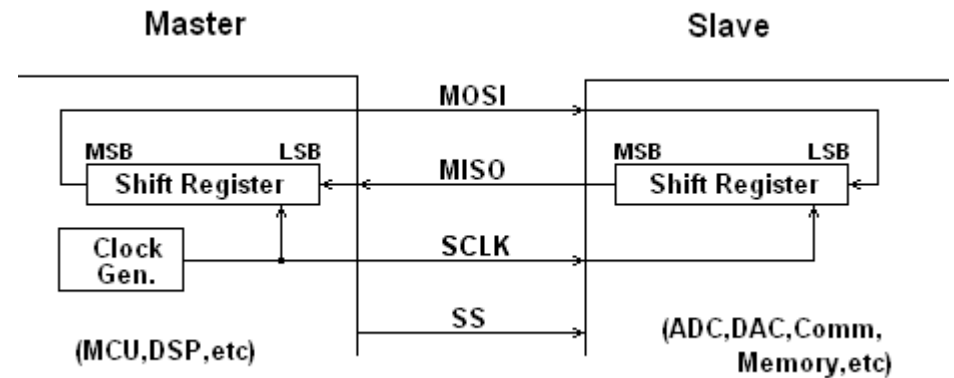 Master
Slave
MOSI
MSB LSB
MISO
MSB LSB
Shift Register
Shift Register
Clock
Gen.
SCLK
SS
(MCU,DSP,etc)
(ADC,DAC,Comm,
Memory,etc)